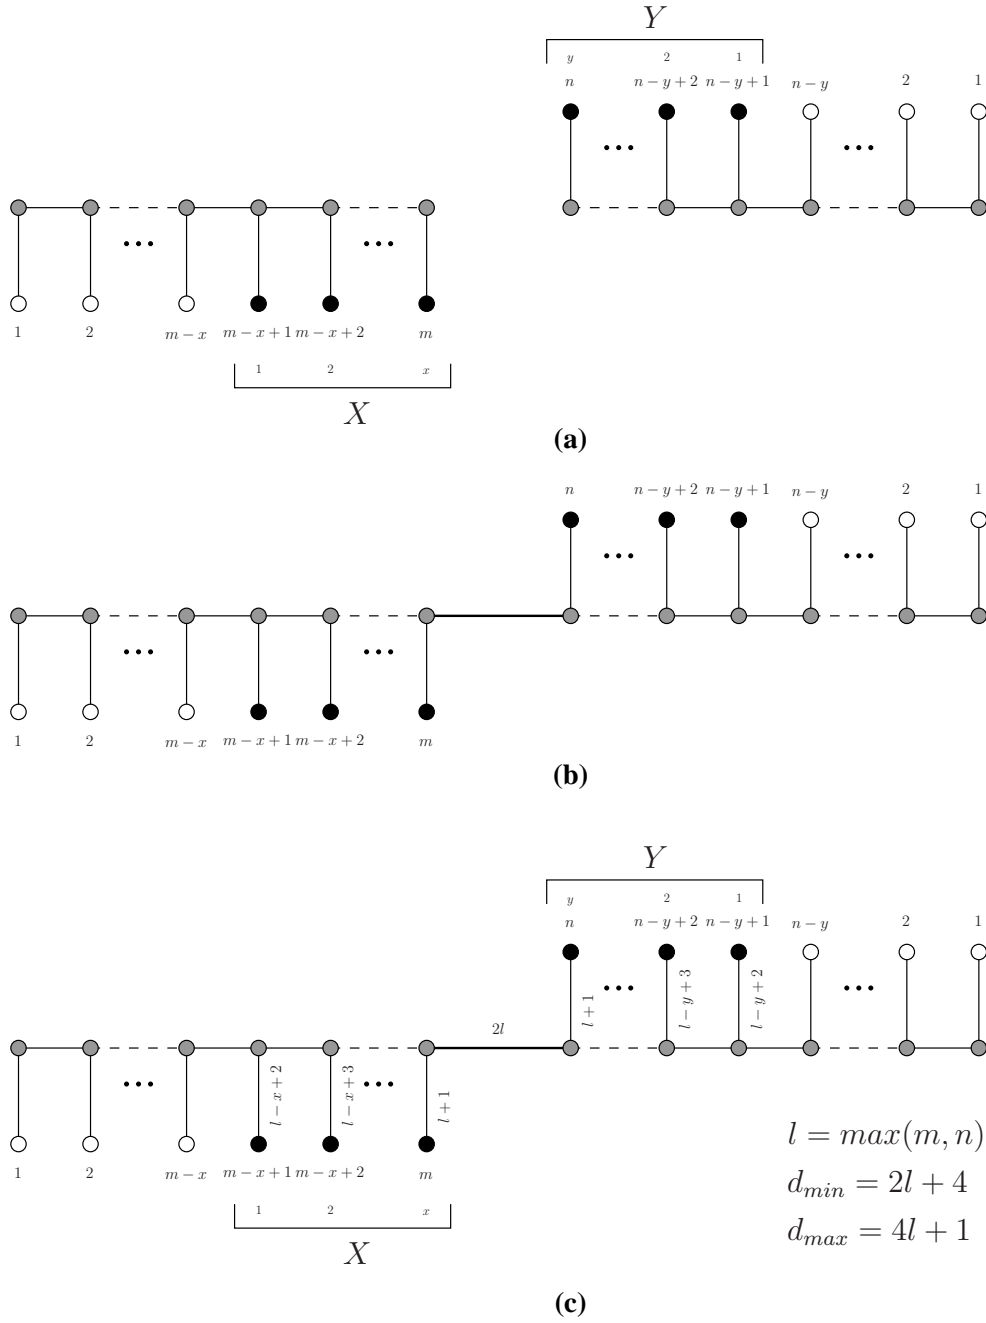 Y
y 2 1
n n − y + 2 n − y + 1 n − y 2 1
1 2 m − x m − x + 1 m − x + 2 m
1 2 x
X
(a)
n n − y + 2 n − y + 1 n − y 2 1
1 2 m − x m − x + 1 m − x + 2 m
(b)
Y
y 2 1
n n − y + 2 n − y + 1 n − y 2 1
l + 1 l − y + 3 l − y + 2
2l
l − x + 2 l − x + 3 l + 1
1 2 m − x m − x + 1 m − x + 2 m
1 2 x
X
l = max(m, n)
d_min = 2l + 4
d_max = 4l + 1
(c)